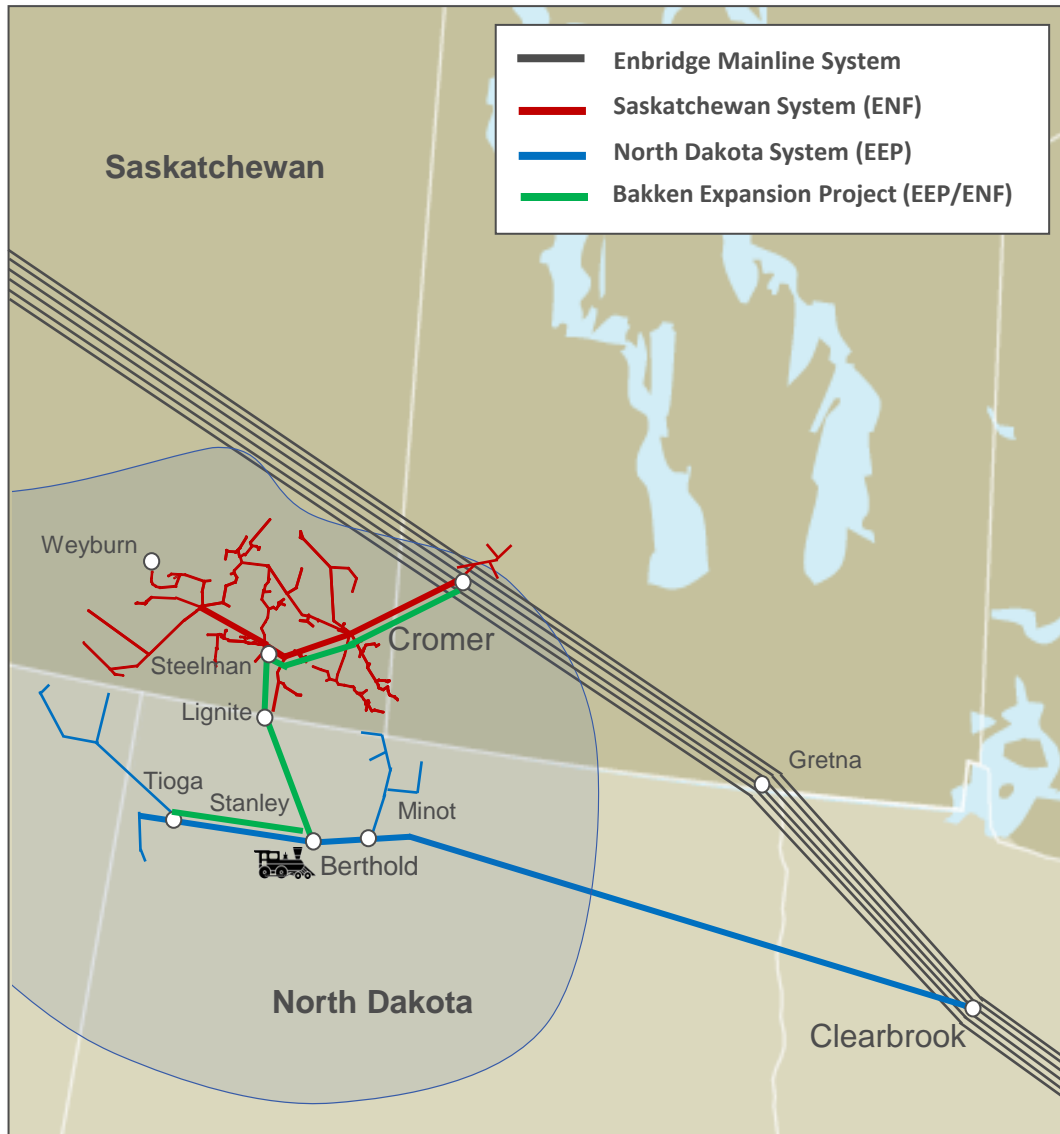 Enbridge Mainline System
Saskatchewan System (ENF)
North Dakota System (EEP)
Bakken Expansion Project (EEP/ENF)
Saskatchewan
Weyburn
Cromer
Steelman
Lignite
Gretna
Tioga
Stanley
Minot
Berthold
North Dakota
Clearbrook